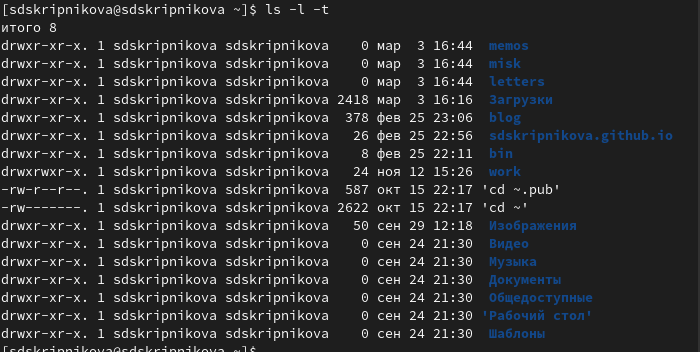 [sdskripnikova@sdskripnikova ~]$ ls -l -t
итого 8
drwxr-xr-x. 1 sdskripnikova sdskripnikova    0 мар  3 16:44  memos
drwxr-xr-x. 1 sdskripnikova sdskripnikova    0 мар  3 16:44  misk
drwxr-xr-x. 1 sdskripnikova sdskripnikova    0 мар  3 16:44  letters
drwxr-xr-x. 1 sdskripnikova sdskripnikova 2418 мар  3 16:16  Загрузки
drwxr-xr-x. 1 sdskripnikova sdskripnikova  378 фев 25 23:06  blog
drwxr-xr-x. 1 sdskripnikova sdskripnikova   26 фев 25 22:56  sdskripnikova.github.io
drwxr-xr-x. 1 sdskripnikova sdskripnikova    8 фев 25 22:11  bin
drwxrwxr-x. 1 sdskripnikova sdskripnikova   24 ноя 12 15:26  work
-rw-r--r--. 1 sdskripnikova sdskripnikova  587 окт 15 22:17 'cd ~.pub'
-rw-------. 1 sdskripnikova sdskripnikova 2622 окт 15 22:17 'cd ~'
drwxr-xr-x. 1 sdskripnikova sdskripnikova   50 сен 29 12:18  Изображения
drwxr-xr-x. 1 sdskripnikova sdskripnikova    0 сен 24 21:30  Видео
drwxr-xr-x. 1 sdskripnikova sdskripnikova    0 сен 24 21:30  Музыка
drwxr-xr-x. 1 sdskripnikova sdskripnikova    0 сен 24 21:30  Документы
drwxr-xr-x. 1 sdskripnikova sdskripnikova    0 сен 24 21:30  Общедоступные
drwxr-xr-x. 1 sdskripnikova sdskripnikova    0 сен 24 21:30 'Рабочий стол'
drwxr-xr-x. 1 sdskripnikova sdskripnikova    0 сен 24 21:30  Шаблоны
[sdskripnikova@sdskripnikova ~]$